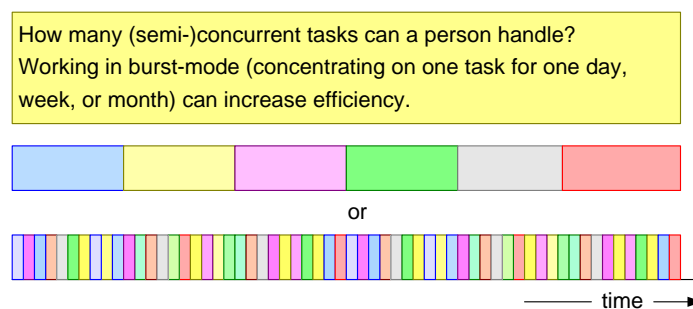 How many (semi-)concurrent tasks can a person handle?
Working in burst-mode (concentrating on one task for one day,
week, or month) can increase efficiency.
or
time